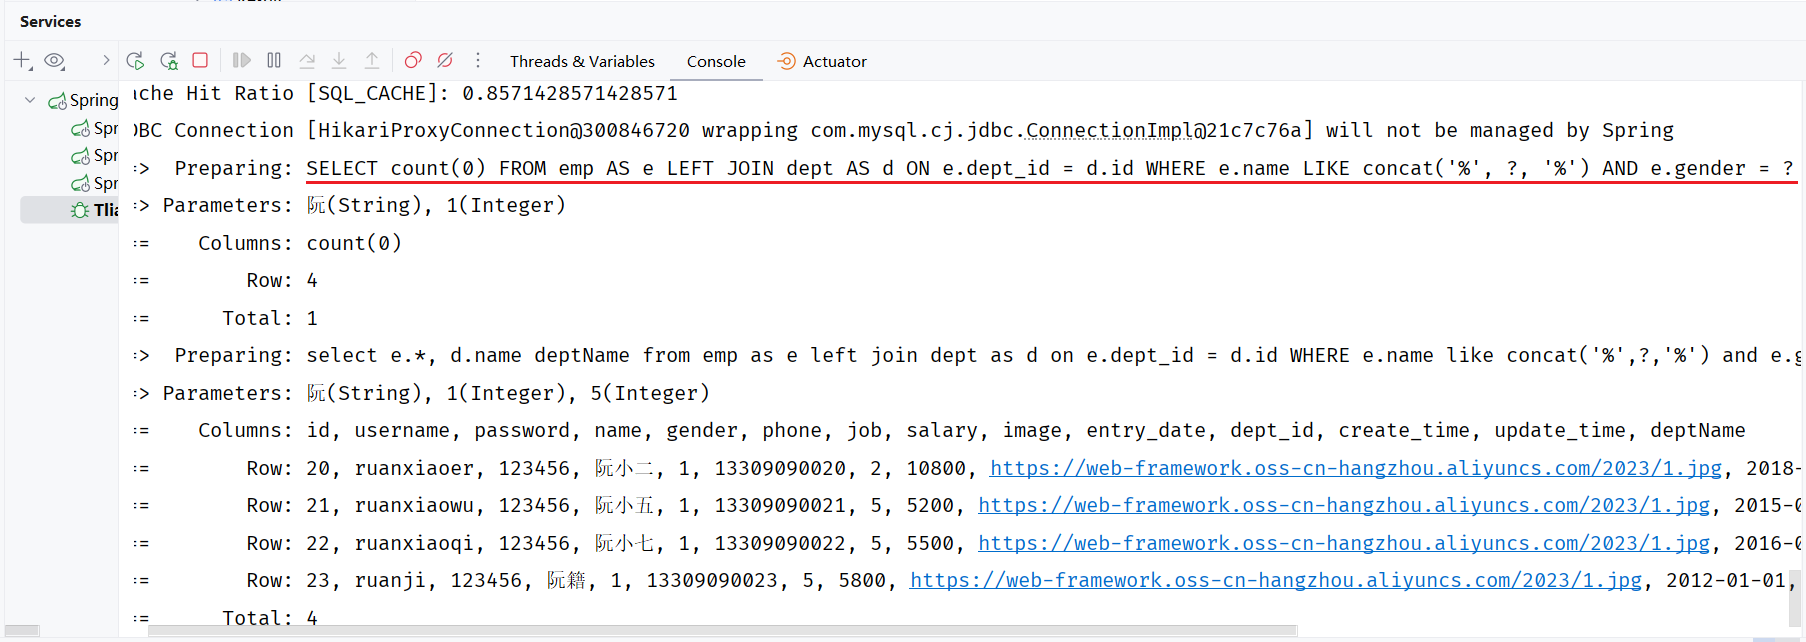 Services
Threads & Variables Console Actuator
Spring
Spr
Spr
Spr
Tlia
ache Hit Ratio [SQL_CACHE]: 0.8571428571428571
DBC Connection [HikariProxyConnection@300846720 wrapping com.mysql.cj.jdbc.ConnectionImpl@21c7c76a] will not be managed by Spring
=> Preparing: SELECT count(0) FROM emp AS e LEFT JOIN dept AS d ON e.dept_id = d.id WHERE e.name LIKE concat('%', ?, '%') AND e.gender = ?
=> Parameters: 阮(String), 1(Integer)
== Columns: count(0)
== Row: 4
== Total: 1
=> Preparing: select e.*, d.name deptName from emp as e left join dept as d on e.dept_id = d.id WHERE e.name like concat('%',?,'%') and e.g
=> Parameters: 阮(String), 1(Integer), 5(Integer)
== Columns: id, username, password, name, gender, phone, job, salary, image, entry_date, dept_id, create_time, update_time, deptName
== Row: 20, ruanxiaoer, 123456, 阮小二, 1, 13309090020, 2, 10800, https://web-framework.oss-cn-hangzhou.aliyuncs.com/2023/1.jpg, 2018-
== Row: 21, ruanxiaowu, 123456, 阮小五, 1, 13309090021, 5, 5200, https://web-framework.oss-cn-hangzhou.aliyuncs.com/2023/1.jpg, 2015-0
== Row: 22, ruanxiaoqi, 123456, 阮小七, 1, 13309090022, 5, 5500, https://web-framework.oss-cn-hangzhou.aliyuncs.com/2023/1.jpg, 2016-0
== Row: 23, ruanji, 123456, 阮籍, 1, 13309090023, 5, 5800, https://web-framework.oss-cn-hangzhou.aliyuncs.com/2023/1.jpg, 2012-01-01,
== Total: 4